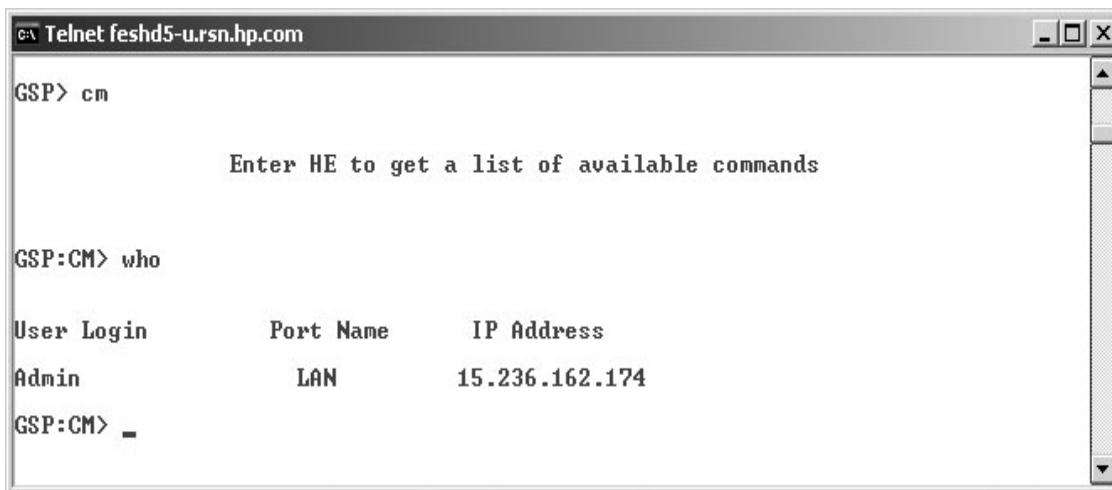 Telnet feshd5-u.rsn.hp.com
GSP> cm
Enter HE to get a list of available commands
GSP:CM> who
User Login Port Name IP Address
Admin LAN 15.236.162.174
GSP:CM> _